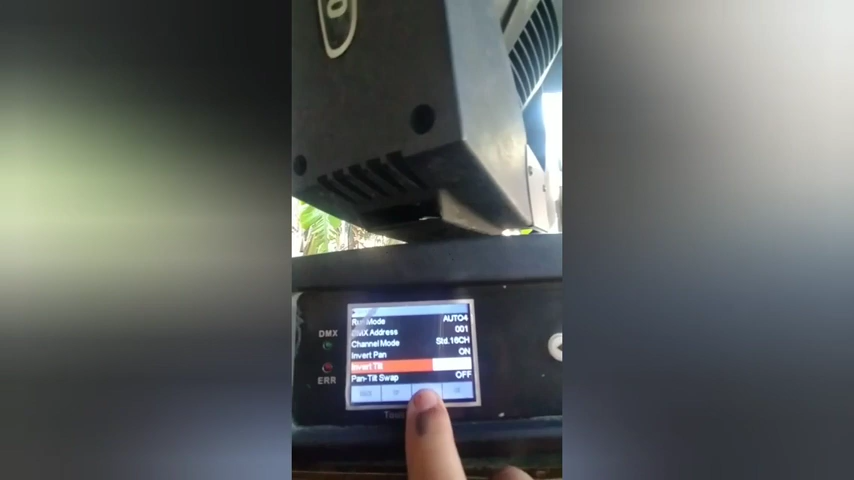 Run Mode AUTO4
DMX Address 001
Channel Mode Std.16CH
Invert Pan ON
Invert Tilt
Pan-Tilt Swap OFF
DMX
ERR